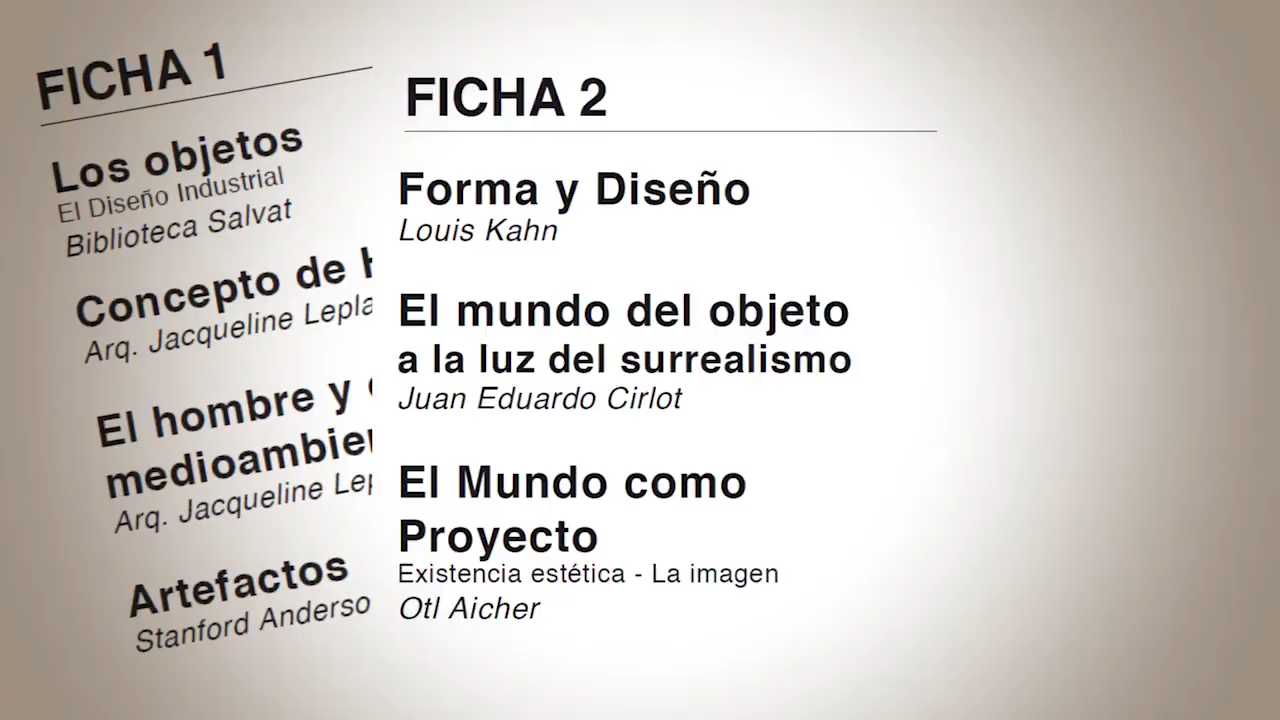 FICHA 1
Los objetos
El Diseño Industrial
Biblioteca Salvat
Concepto de
Arq. Jacqueline
El hombre y
Arq. Jacqueline
Artefactos
Stanford
FICHA 2
Forma y Diseño
Louis Kahn
El mundo del objeto
a la luz del surrealismo
Juan Eduardo Cirlot
El Mundo como
Proyecto
Existencia estética - La imagen
Otl Aicher